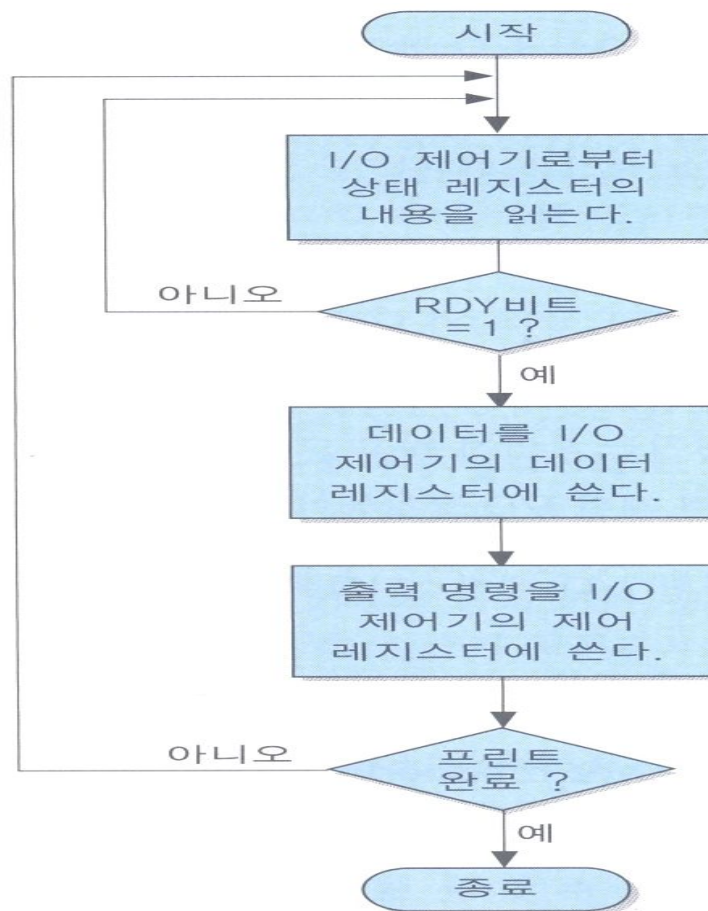 시작
I/O 제어기로부터
상태 레지스터의
내용을 읽는다.
아니오
RDY비트
= 1 ?
예
데이터를 I/O
제어기의 데이터
레지스터에 쓴다.
출력 명령을 I/O
제어기의 제어
레지스터에 쓴다.
아니오
프린트
완료 ?
예
종료